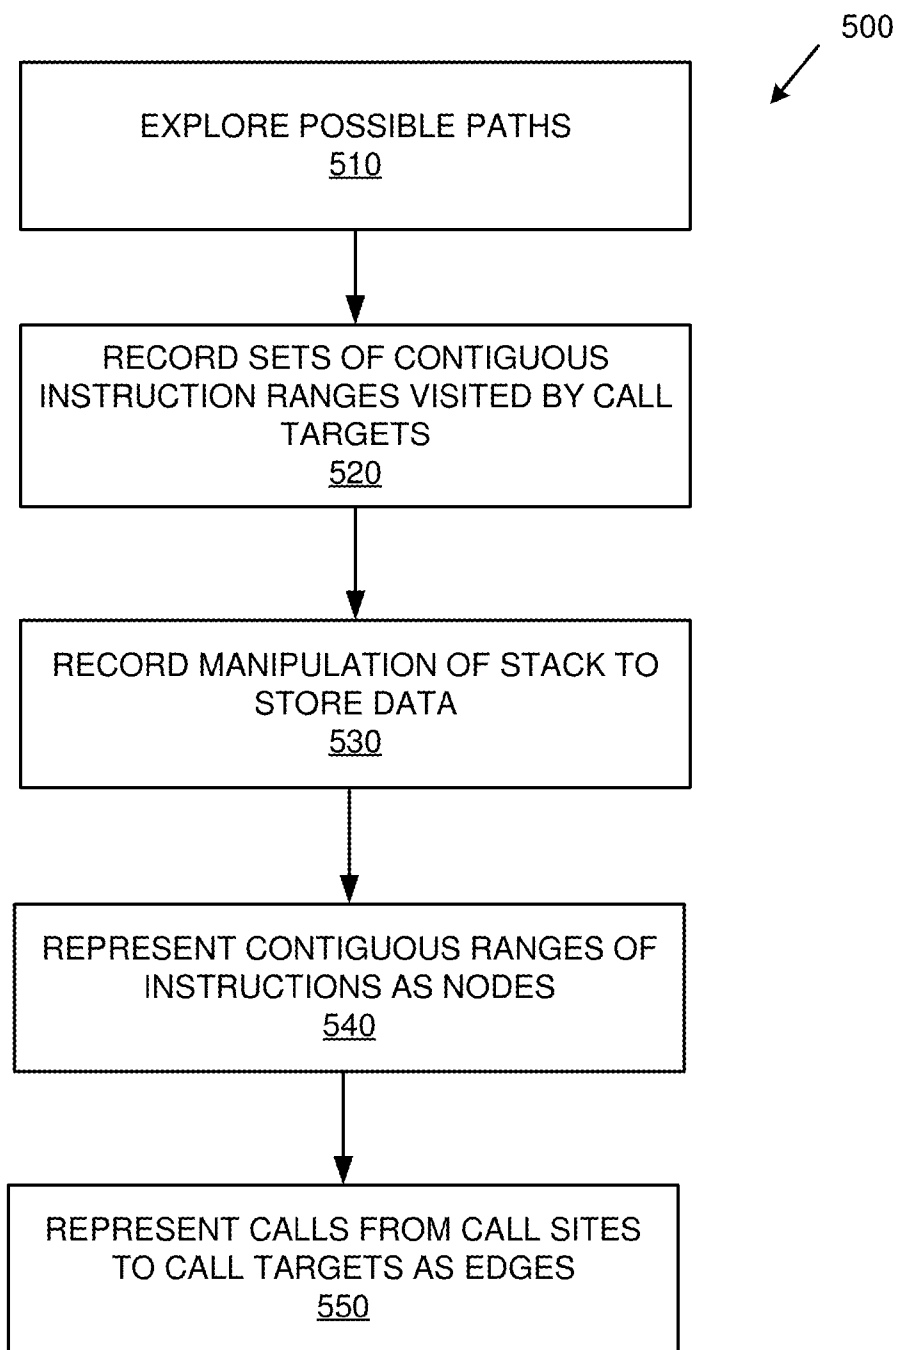 500
EXPLORE POSSIBLE PATHS
510
RECORD SETS OF CONTIGUOUS
INSTRUCTION RANGES VISITED BY CALL
TARGETS
520
RECORD MANIPULATION OF STACK TO
STORE DATA
530
REPRESENT CONTIGUOUS RANGES OF
INSTRUCTIONS AS NODES
540
REPRESENT CALLS FROM CALL SITES
TO CALL TARGETS AS EDGES
550